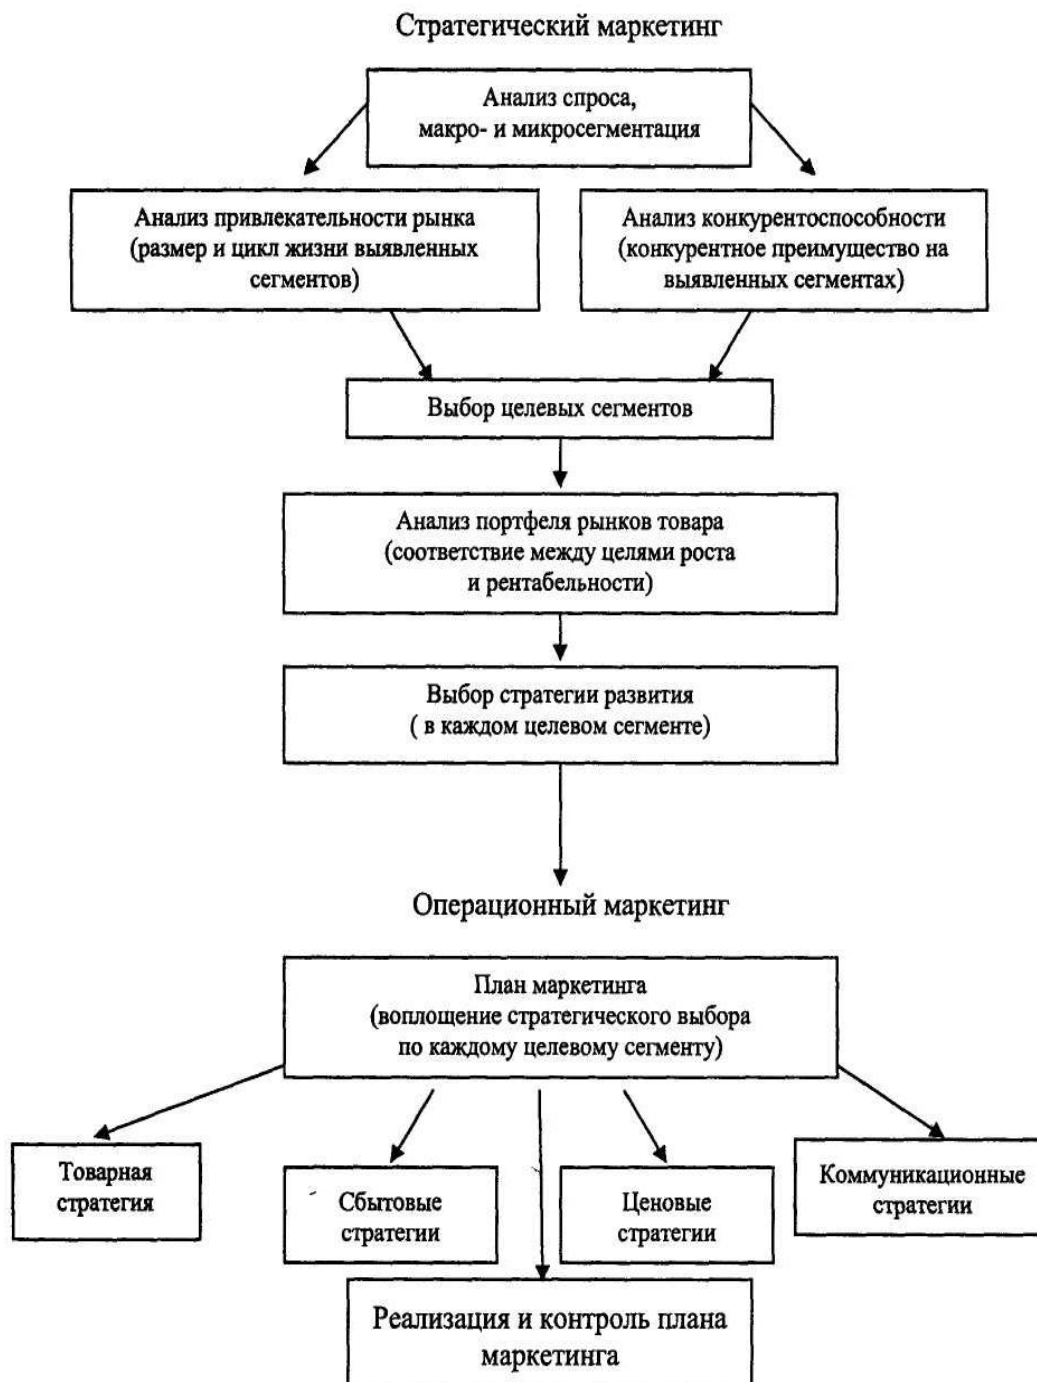 Стратегический маркетинг
Анализ спроса,
макро- и микросегментация
Анализ привлекательности рынка
(размер и цикл жизни выявленных
сегментов)
Анализ конкурентоспособности
(конкурентное преимущество на
выявленных сегментах)
Выбор целевых сегментов
Анализ портфеля рынков товара
(соответствие между целями роста
и рентабельности)
Выбор стратегии развития
( в каждом целевом сегменте)
Операционный маркетинг
План маркетинга
(воплощение стратегического выбора
по каждому целевому сегменту)
Товарная
стратегия
Сбытовые
стратегии
Ценовые
стратегии
Коммуникационные
стратегии
Реализация и контроль плана
маркетинга